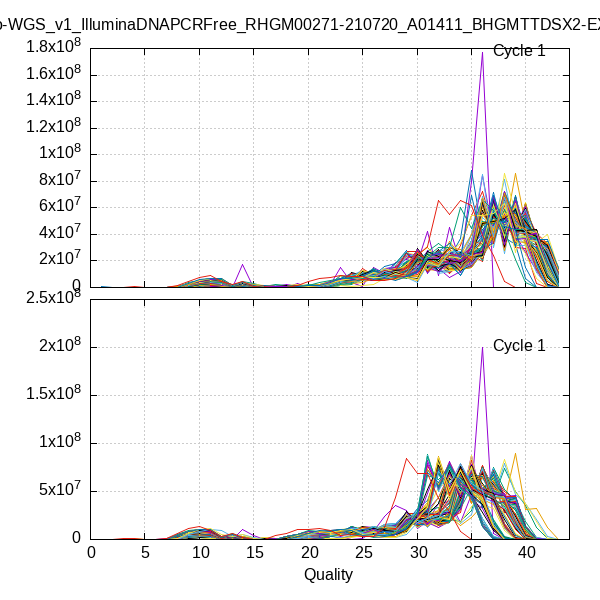 o-WGS_v1_IlluminaDNAPCRFree_RHGM00271-210720_A01411_BHGMTTDSX2-EX
1.8x10⁸
Cycle 1
1.6x10⁸
1.4x10⁸
1.2x10⁸
1x10⁸
8x10⁷
6x10⁷
4x10⁷
2x10⁷
0
2.5x10⁸
2x10⁸
Cycle 1
1.5x10⁸
1x10⁸
5x10⁷
0
0 5 10 15 20 25 30 35 40
Quality